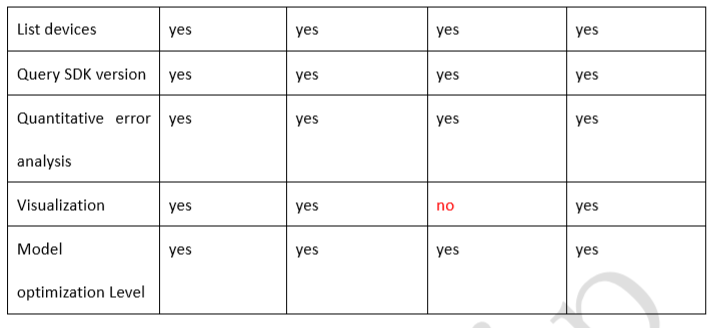 List devices yes yes yes yes
Query SDK version yes yes yes yes
Quantitative error yes yes yes yes
analysis
Visualization yes yes no yes
Model yes yes yes yes
optimization Level